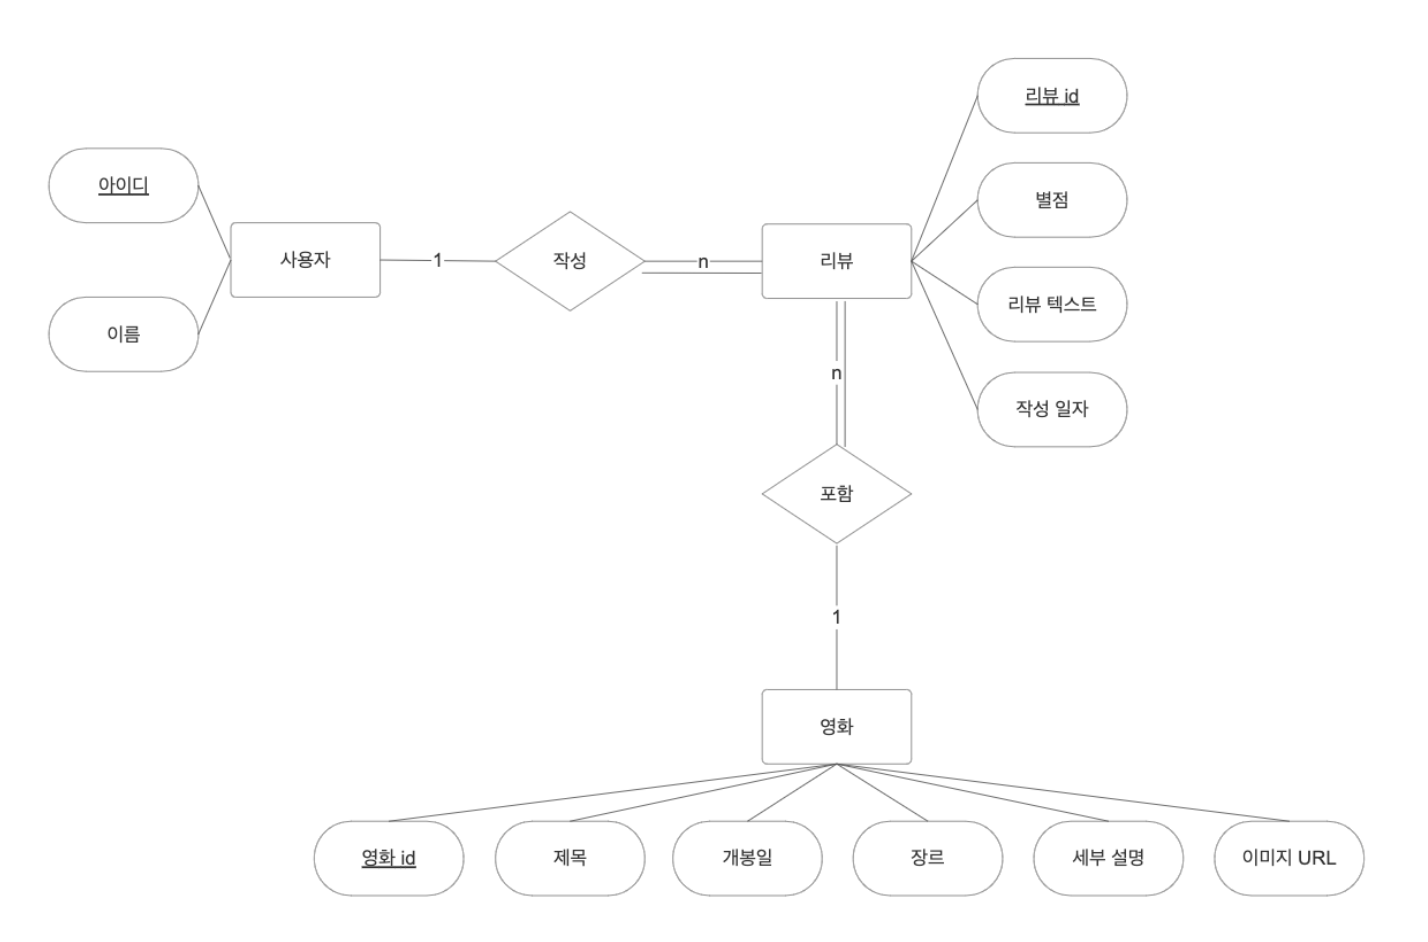 리뷰 id
아이디
별점
사용자
1
작성
n
리뷰
리뷰 텍스트
이름
n
작성 일자
포함
1
영화
영화 id
제목
개봉일
장르
세부 설명
이미지 URL